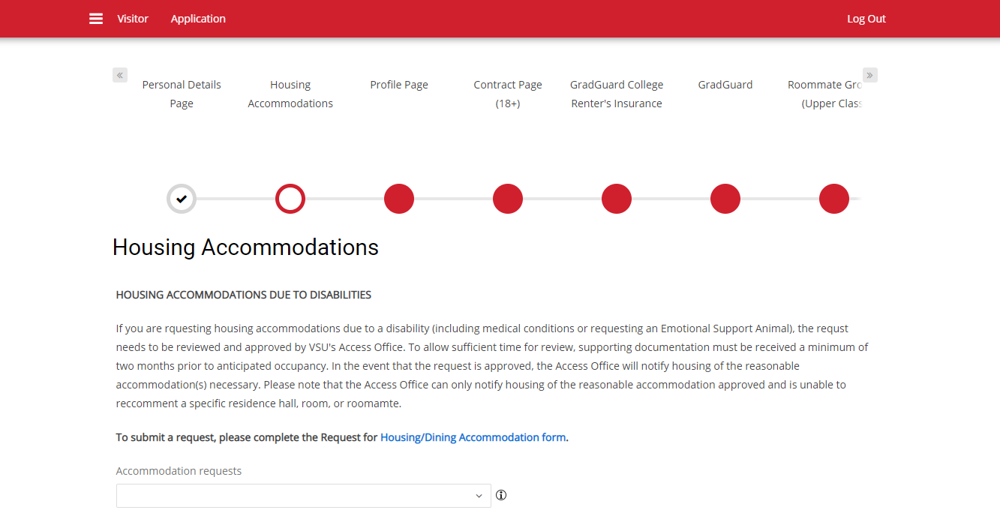 Visitor Application Log Out
« Personal Details Housing Profile Page Contract Page GradGuard College GradGuard Roommate Gro »
Page Accommodations (18+) Renter's Insurance (Upper Class
Housing Accommodations
HOUSING ACCOMMODATIONS DUE TO DISABILITIES
If you are rquesting housing accommodations due to a disability (including medical conditions or requesting an Emotional Support Animal), the requst
needs to be reviewed and approved by VSU's Access Office. To allow sufficient time for review, supporting documentation must be received a minimum of
two months prior to anticipated occupancy. In the event that the request is approved, the Access Office will notify housing of the reasonable
accommodation(s) necessary. Please note that the Access Office can only notify housing of the reasonable accommodation approved and is unable to
reccomment a specific residence hall, room, or roomamte.
To submit a request, please complete the Request for Housing/Dining Accommodation form.
Accommodation requests